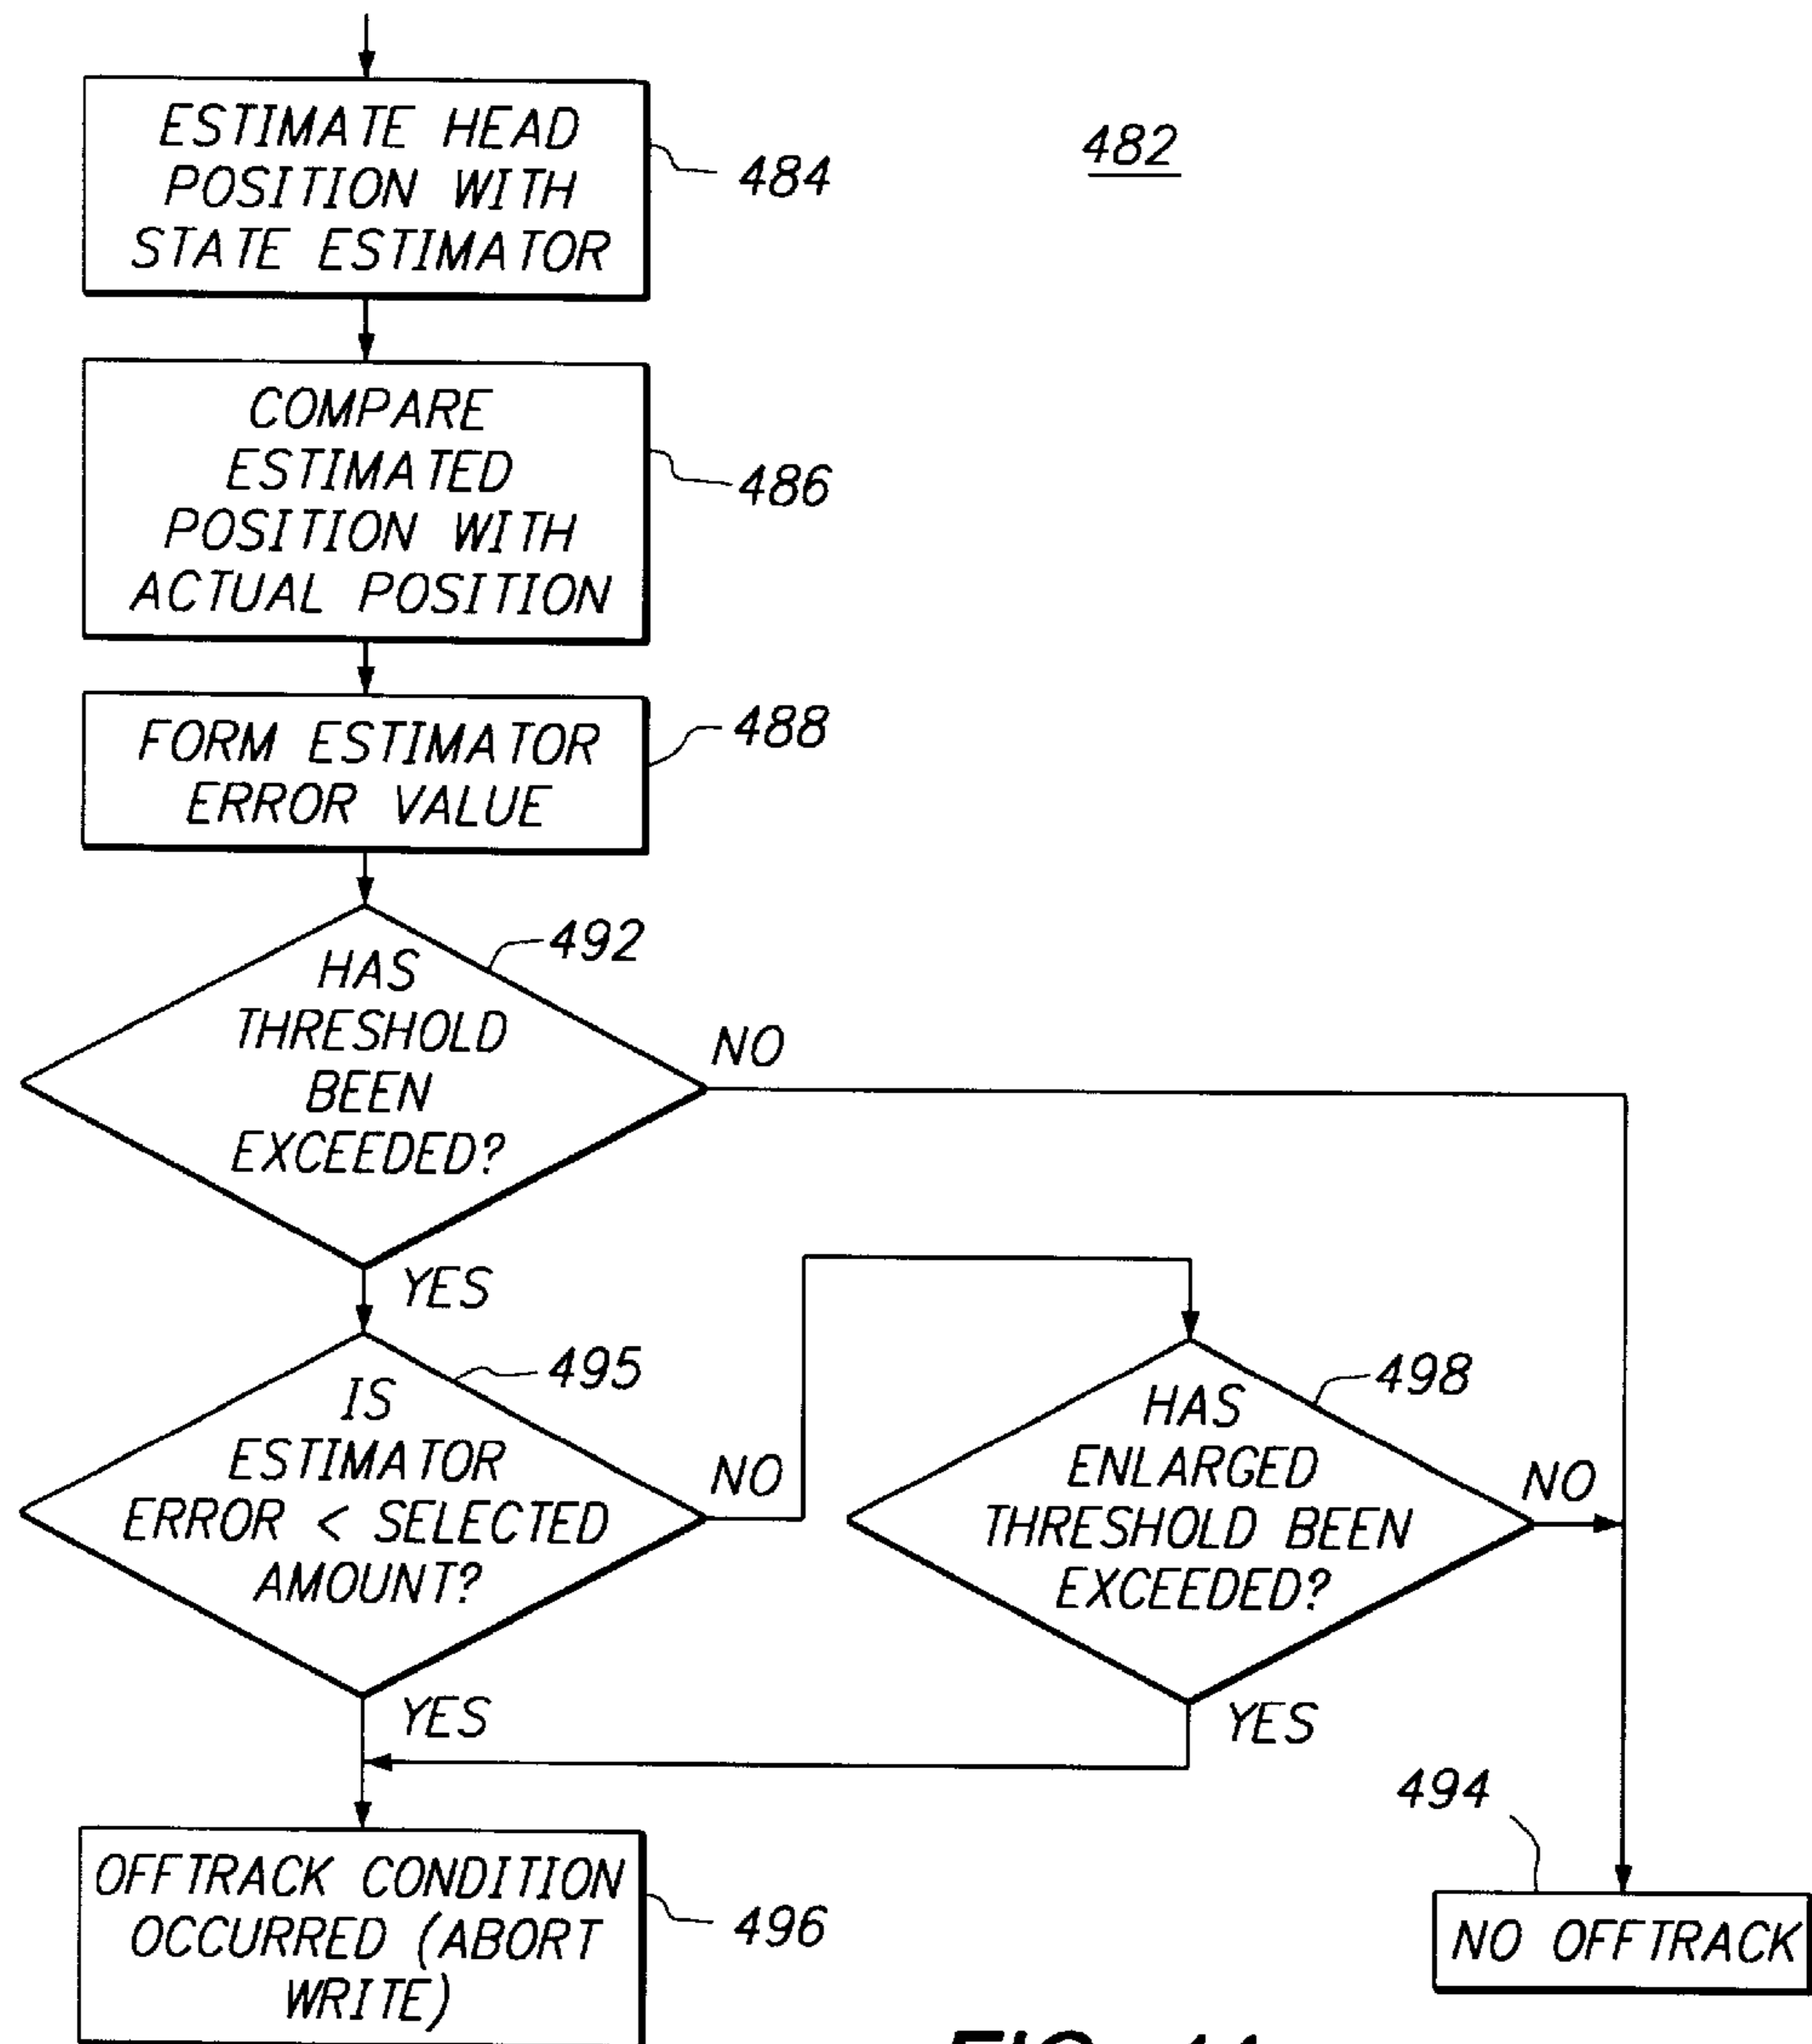 ESTIMATE HEAD
POSITION WITH
STATE ESTIMATOR
484
482
COMPARE
ESTIMATED
POSITION WITH
ACTUAL POSITION
486
FORM ESTIMATOR
ERROR VALUE
488
HAS
THRESHOLD
BEEN
EXCEEDED?
492
NO
YES
IS
ESTIMATOR
ERROR < SELECTED
AMOUNT?
495
NO
YES
HAS
ENLARGED
THRESHOLD BEEN
EXCEEDED?
498
NO
YES
OFFTRACK CONDITION
OCCURRED (ABORT
WRITE)
496
494
NO OFFTRACK